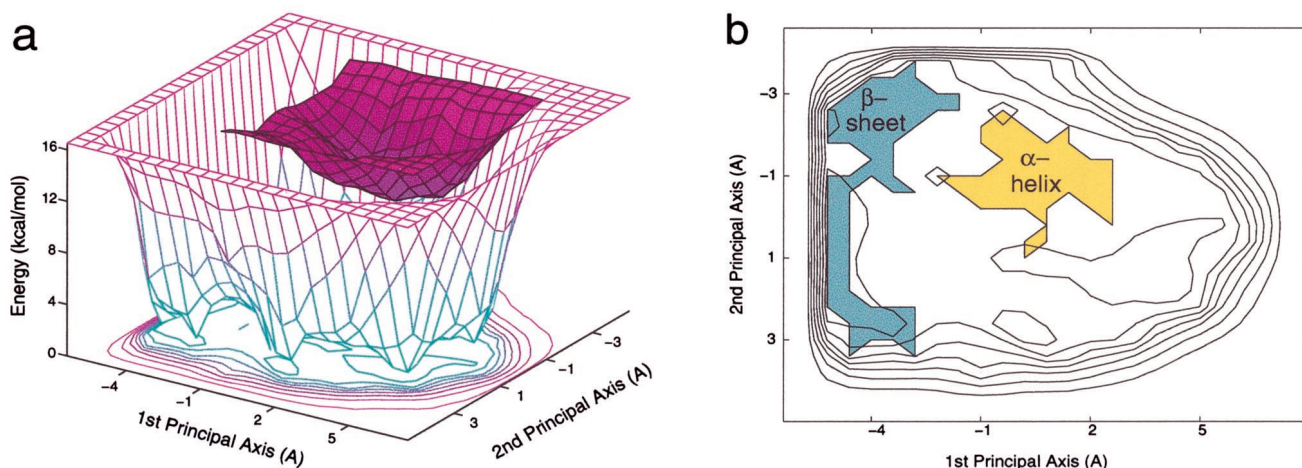 a
16
12
8
4
0
Energy (kcal/mol)
-4
-1
2
5
1st Principal Axis (A)
3
1
-1
-3
2nd Principal Axis (A)
b
-3
-1
1
3
2nd Principal Axis (A)
β-
sheet
α-
helix
-4
-1
2
5
1st Principal Axis (A)